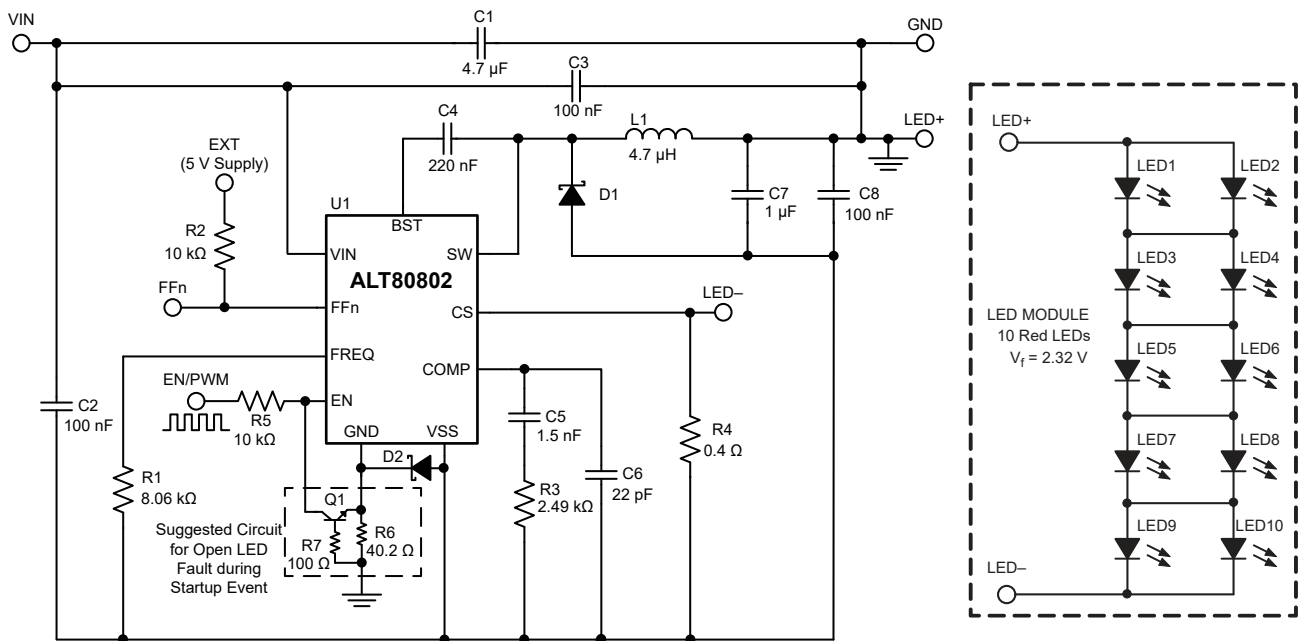 VIN
GND
C1
4.7 µF
C3
100 nF
C4
220 nF
L1
4.7 µH
LED+
EXT
(5 V Supply)
R2
10 kΩ
FFn
D1
C7
1 µF
C8
100 nF
U1
BST
VIN
SW
ALT80802
FFn
CS
LED–
FREQ
COMP
EN/PWM
R5
10 kΩ
EN
GND
VSS
C2
100 nF
R1
8.06 kΩ
D2
C5
1.5 nF
R3
2.49 kΩ
C6
22 pF
R4
0.4 Ω
Suggested Circuit
for Open LED
Fault during
Startup Event
Q1
R7
100 Ω
R6
40.2 Ω
LED+
LED1
LED2
LED3
LED4
LED MODULE
10 Red LEDs
Vf = 2.32 V
LED5
LED6
LED7
LED8
LED9
LED10
LED–